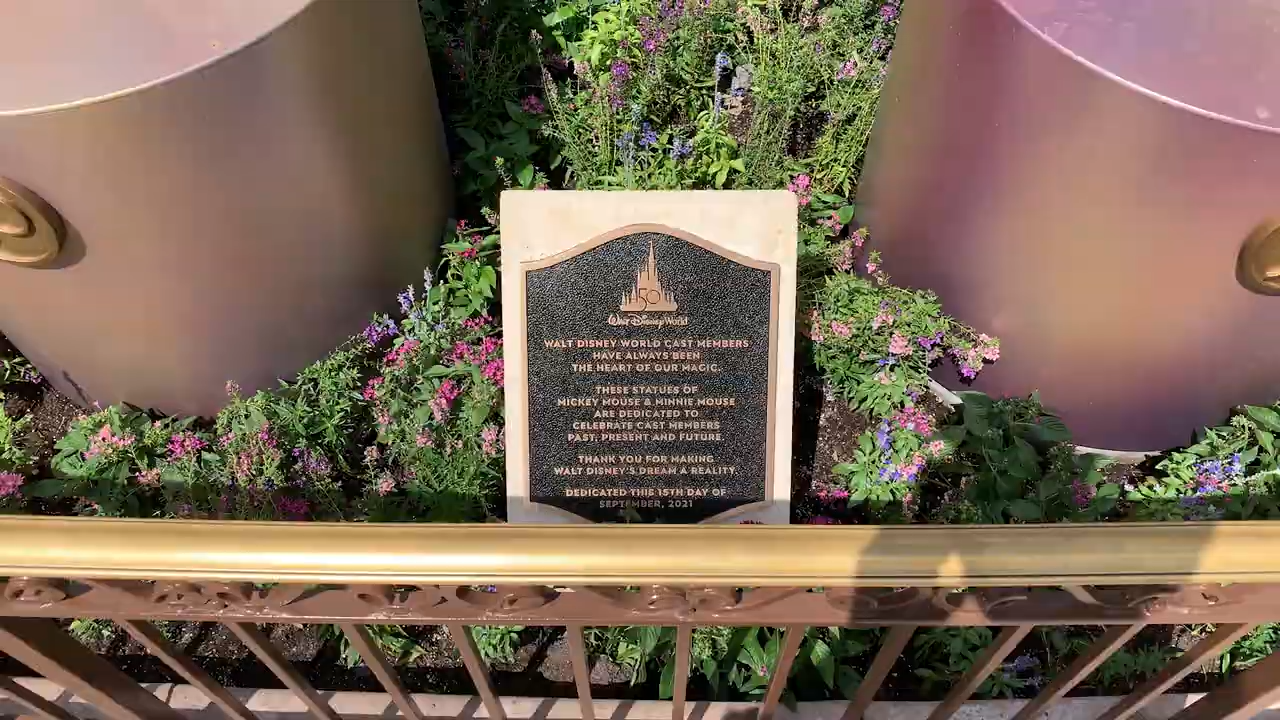 50
Walt Disney World
WALT DISNEY WORLD CAST MEMBERS
HAVE ALWAYS BEEN
THE HEART OF OUR MAGIC.
THESE STATUES OF
MICKEY MOUSE & MINNIE MOUSE
ARE DEDICATED TO
CELEBRATE CAST MEMBERS
PAST, PRESENT AND FUTURE.
THANK YOU FOR MAKING
WALT DISNEY'S DREAM A REALITY.
DEDICATED THIS 15TH DAY OF
SEPTEMBER, 2021